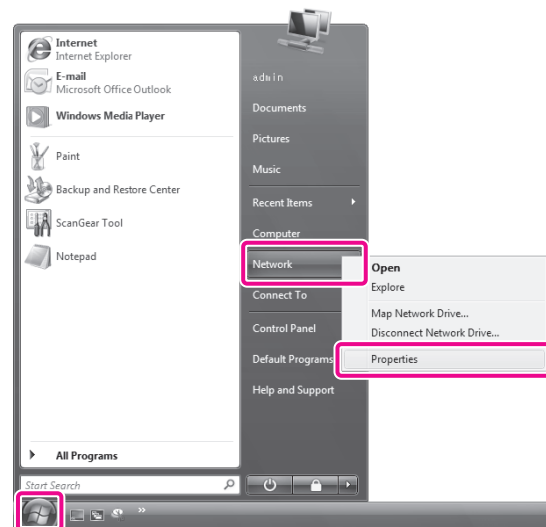 Internet
Internet Explorer
E-mail
Microsoft Office Outlook
Windows Media Player
Paint
Backup and Restore Center
ScanGear Tool
Notepad
All Programs
Start Search
admin
Documents
Pictures
Music
Recent Items
Computer
Network
Connect To
Control Panel
Default Programs
Help and Support
Open
Explore
Map Network Drive...
Disconnect Network Drive...
Properties